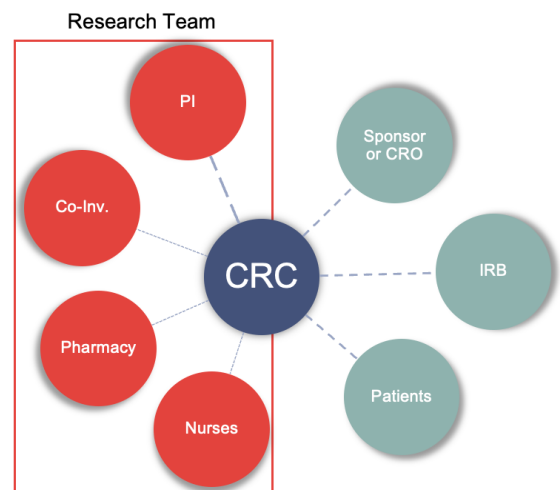 Research Team
PI
Sponsor
or CRO
Co-Inv.
CRC
IRB
Pharmacy
Patients
Nurses